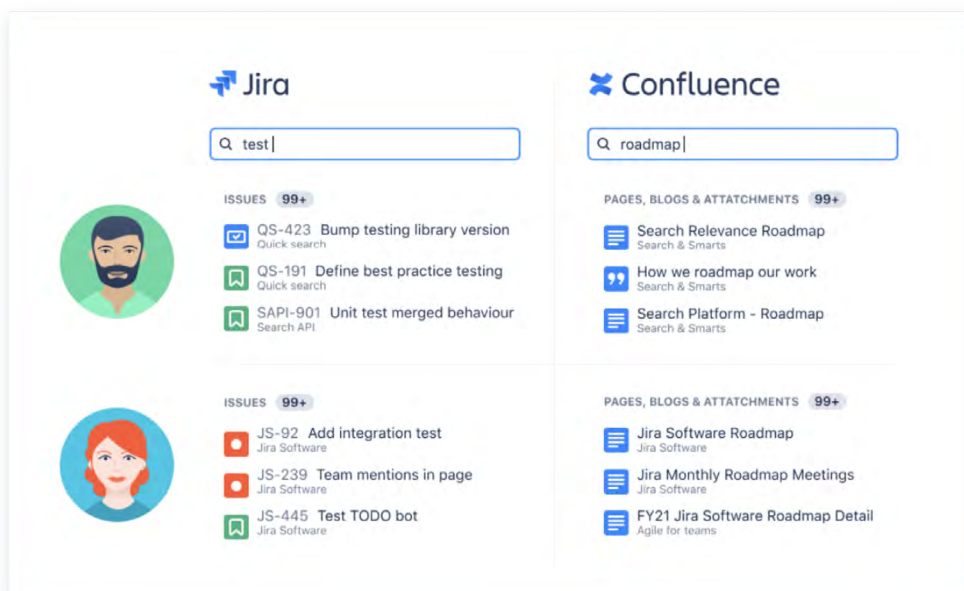 Jira
Confluence
test
roadmap
ISSUES 99+
QS-423 Bump testing library version
Quick search
QS-191 Define best practice testing
Quick search
SAPI-901 Unit test merged behaviour
Search API
PAGES, BLOGS & ATTATCHMENTS 99+
Search Relevance Roadmap
Search & Smarts
How we roadmap our work
Search & Smarts
Search Platform - Roadmap
Search & Smarts
ISSUES 99+
JS-92 Add integration test
Jira Software
JS-239 Team mentions in page
Jira Software
JS-445 Test TODO bot
Jira Software
PAGES, BLOGS & ATTATCHMENTS 99+
Jira Software Roadmap
Jira Software
Jira Monthly Roadmap Meetings
Jira Software
FY21 Jira Software Roadmap Detail
Agile for teams